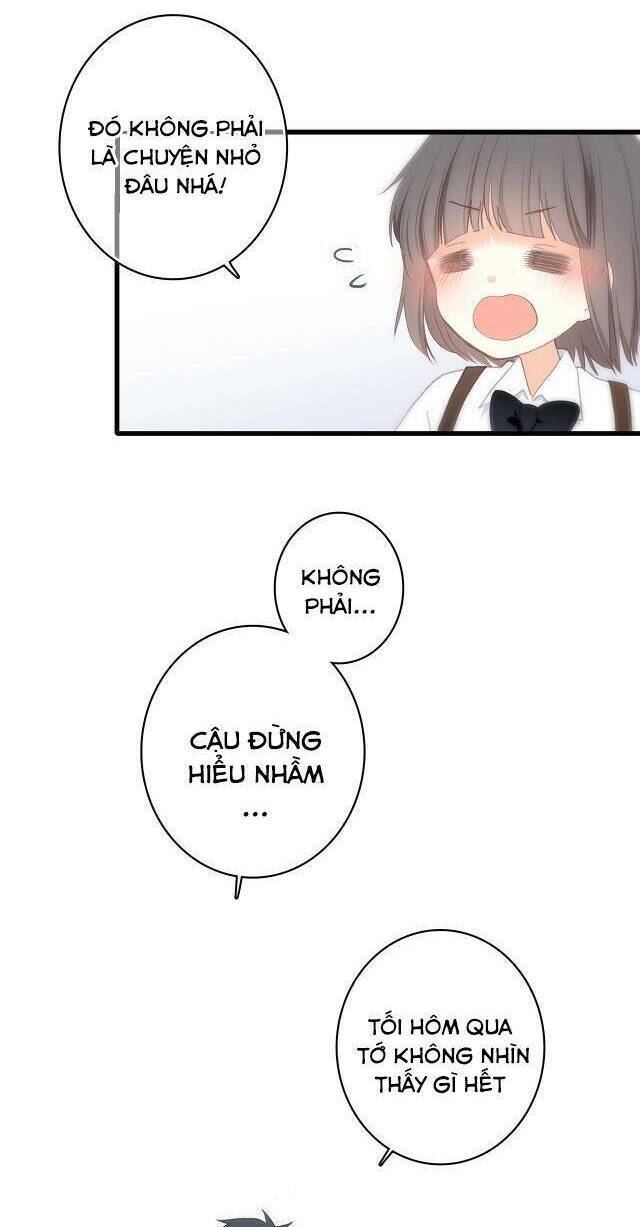 ĐÓ KHÔNG PHẢI
LÀ CHUYỆN NHỎ
ĐÂU NHÁ!
KHÔNG
PHẢI...
CẬU ĐỪNG
HIỂU NHẦM
...
TỐI HÔM QUA
TỚ KHÔNG NHÌN
THẤY GÌ HẾT